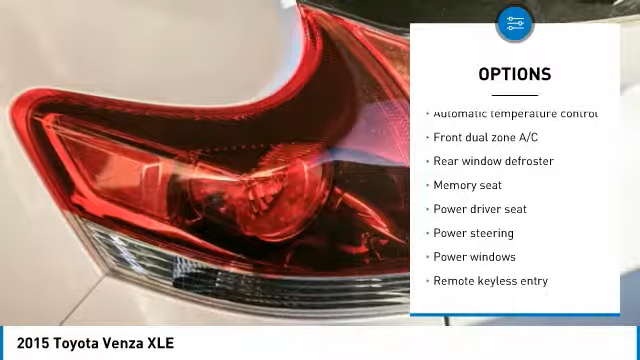 OPTIONS
· Automatic temperature control
· Front dual zone A/C
· Rear window defroster
· Memory seat
· Power driver seat
· Power steering
· Power windows
· Remote keyless entry
2015 Toyota Venza XLE